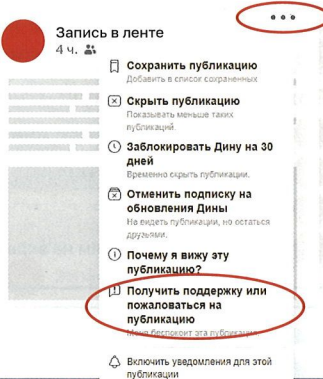 Запись в ленте
4 ч.
Сохранить публикацию
Добавить в список сохраненных
Скрыть публикацию
Показывать меньше таких
публикаций.
Заблокировать Дину на 30
дней
Временно скрыть публикации.
Отменить подписку на
обновления Дины
На видеть публикации, но остаться
друзьями.
Почему я вижу эту
публикацию?
Получить поддержку или
пожаловаться на
публикацию
Меня беспокоит эта публикация.
Включить уведомления для этой
публикации